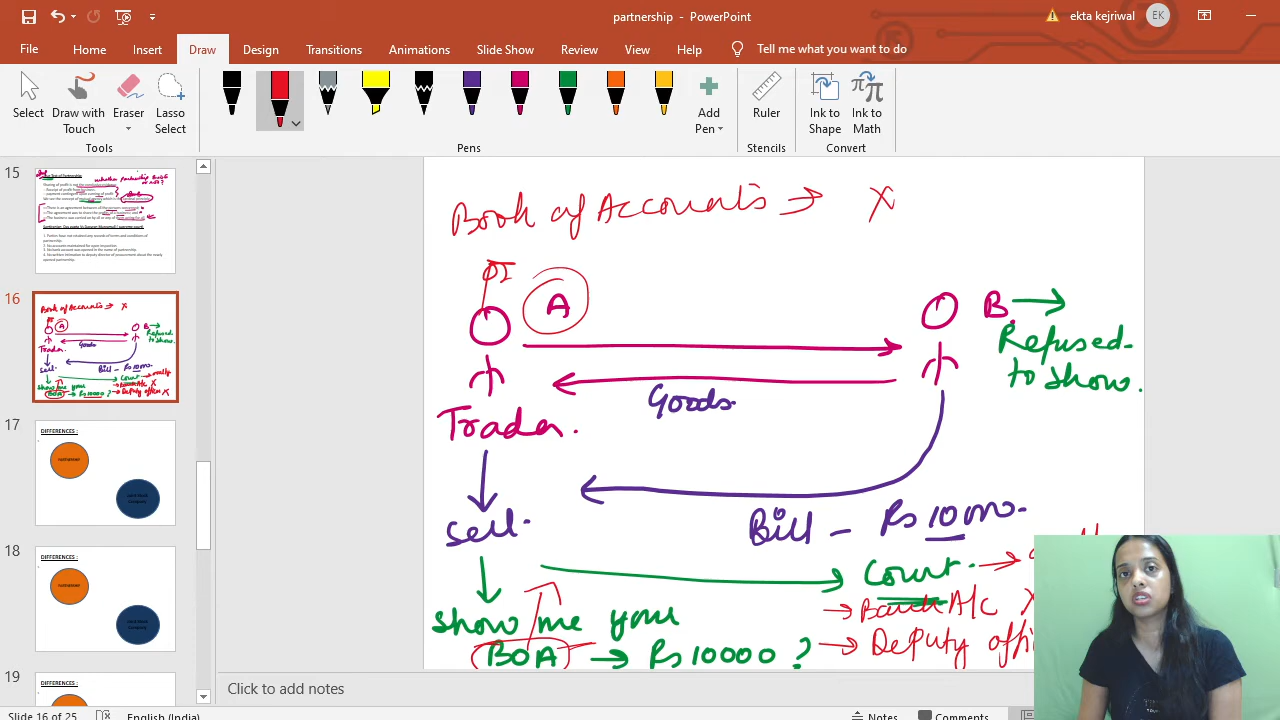 partnership - PowerPoint
ekta kejriwal EK
File Home Insert Draw Design Transitions Animations Slide Show Review View Help Tell me what you want to do
Select Draw with Touch Eraser Lasso Select
Add Pen Ruler Ink to Shape Ink to Math
Tools Pens Stencils Convert
15
16
17
DIFFERENCES :
18
DIFFERENCES :
19
DIFFERENCES :
Book of Accounts → X
A
B. →
Refused
to show.
Goods.
Trader.
Sell.
Bill - Rs 10000.
Court. →
Show me your
→ Bank A/c X
BOA → Rs 10000 ?
→ Deputy
Click to add notes
Slide 16 of 25 English (India) Notes Comments